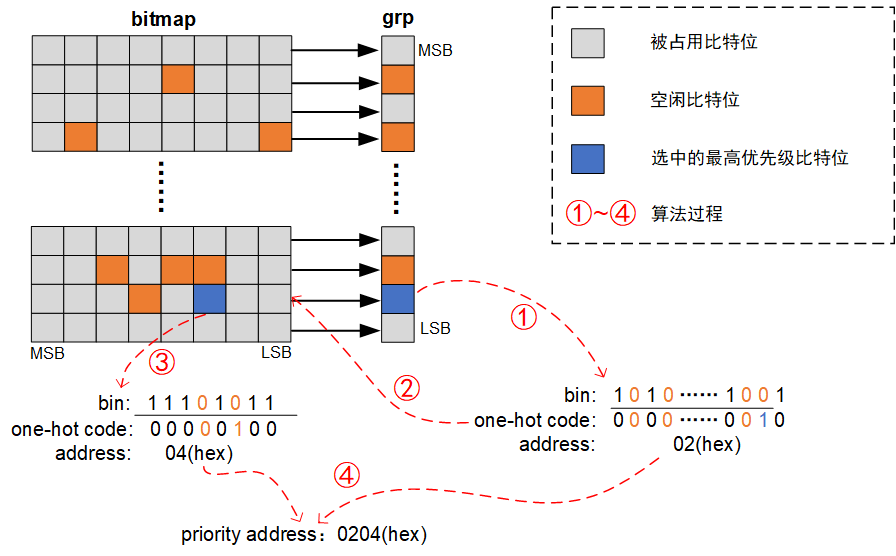 bitmap
grp
MSB
被占用比特位
空闲比特位
选中的最高优先级比特位
①~④ 算法过程
LSB
MSB
LSB
①
②
③
bin: 1 1 1 0 1 0 1 1
one-hot code: 0 0 0 0 0 1 0 0
address: 04(hex)
bin: 1 0 1 0 ······ 1 0 0 1
one-hot code: 0 0 0 0 ······ 0 0 1 0
address: 02(hex)
④
priority address：0204(hex)